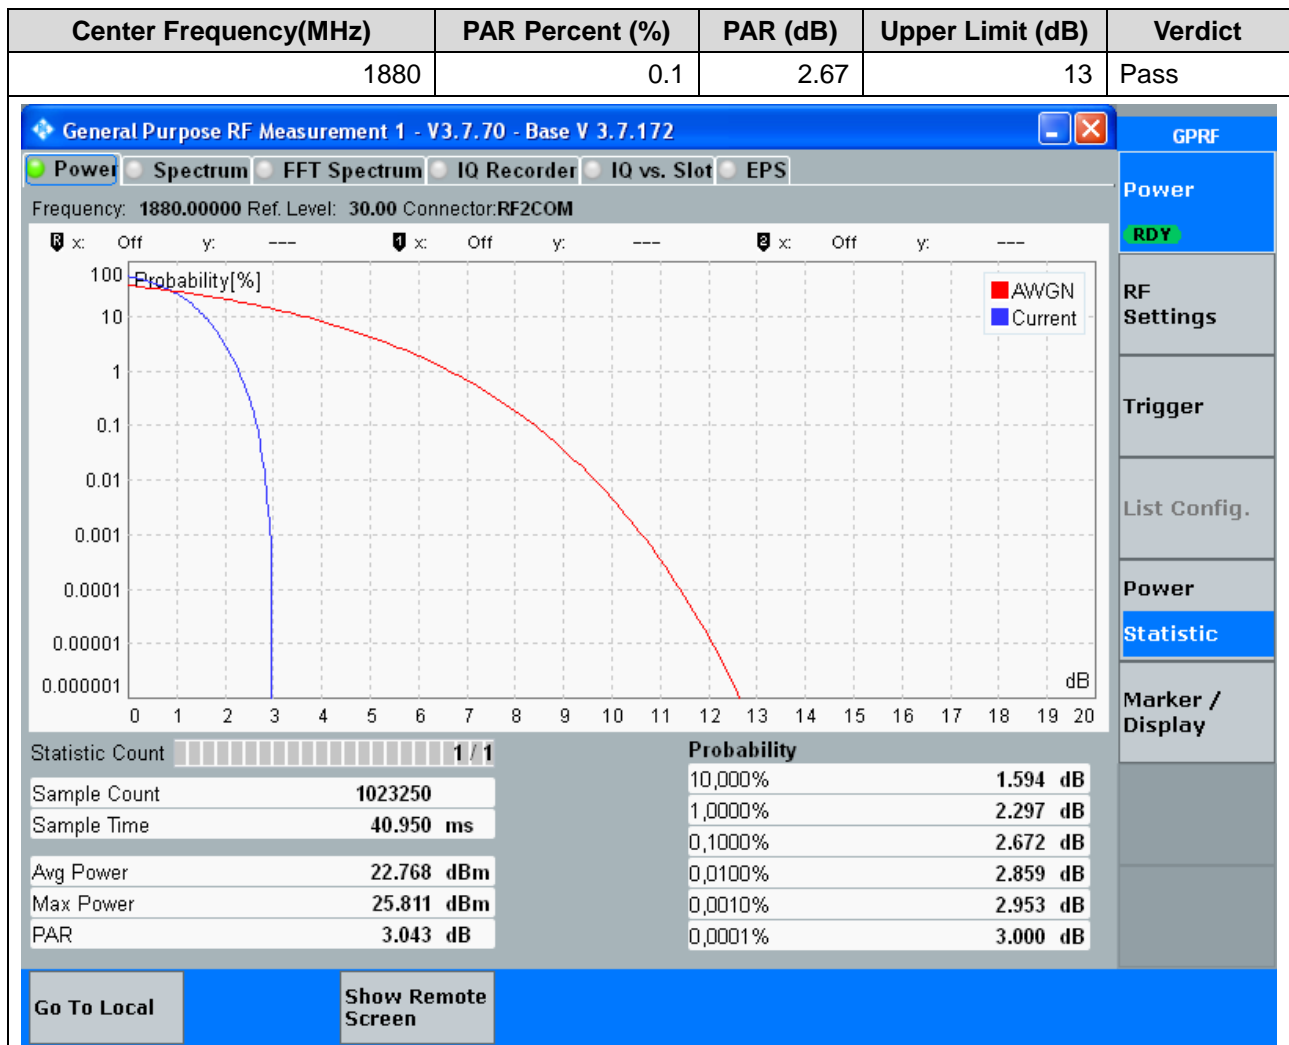 Center Frequency(MHz) PAR Percent (%) PAR (dB) Upper Limit (dB) Verdict
1880 0.1 2.67 13 Pass
General Purpose RF Measurement 1 - V3.7.70 - Base V 3.7.172
GPRF
Power Spectrum FFT Spectrum IQ Recorder IQ vs. Slot EPS
Power
RDY
Frequency: 1880.00000 Ref. Level: 30.00 Connector:RF2COM
R x: Off y: --- 1 x: Off y: --- 2 x: Off y: ---
Probability[%]
AWGN
Current
100
10
1
0.1
0.01
0.001
0.0001
0.00001
0.000001
dB
0 1 2 3 4 5 6 7 8 9 10 11 12 13 14 15 16 17 18 19 20
RF
Settings
Trigger
List Config.
Power
Statistic
Marker /
Display
Statistic Count 1 / 1
Sample Count 1023250
Sample Time 40.950 ms
Avg Power 22.768 dBm
Max Power 25.811 dBm
PAR 3.043 dB
Probability
10,000% 1.594 dB
1,0000% 2.297 dB
0,1000% 2.672 dB
0,0100% 2.859 dB
0,0010% 2.953 dB
0,0001% 3.000 dB
Go To Local
Show Remote
Screen